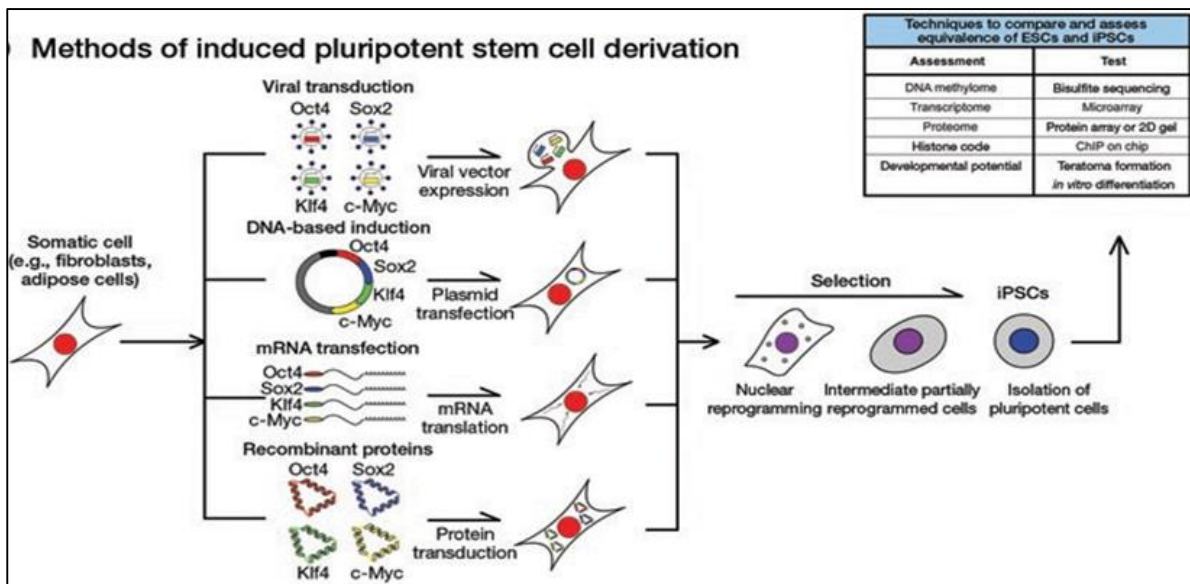 Methods of induced pluripotent stem cell derivation
Techniques to compare and assess
equivalence of ESCs and iPSCs
Assessment Test
DNA methylome Bisulfite sequencing
Transcriptome Microarray
Proteome Protein array or 2D gel
Histone code ChIP on chip
Developmental potential Teratoma formation
in vitro differentiation
Somatic cell
(e.g., fibroblasts,
adipose cells)
Viral transduction
Oct4 Sox2
Klf4 c-Myc
Viral vector
expression
DNA-based induction
Oct4
Sox2
Klf4
c-Myc
Plasmid
transfection
mRNA transfection
Oct4
Sox2
Klf4
c-Myc
mRNA
translation
Recombinant proteins
Oct4 Sox2
Klf4 c-Myc
Protein
transduction
Selection
iPSCs
Nuclear
reprogramming
Intermediate partially
reprogrammed cells
Isolation of
pluripotent cells